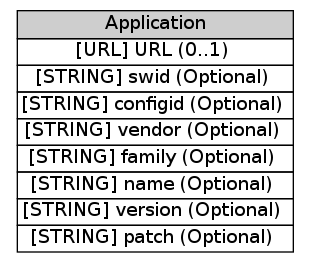 Application
[URL] URL (0..1)
[STRING] swid (Optional)
[STRING] configid (Optional)
[STRING] vendor (Optional)
[STRING] family (Optional)
[STRING] name (Optional)
[STRING] version (Optional)
[STRING] patch (Optional)